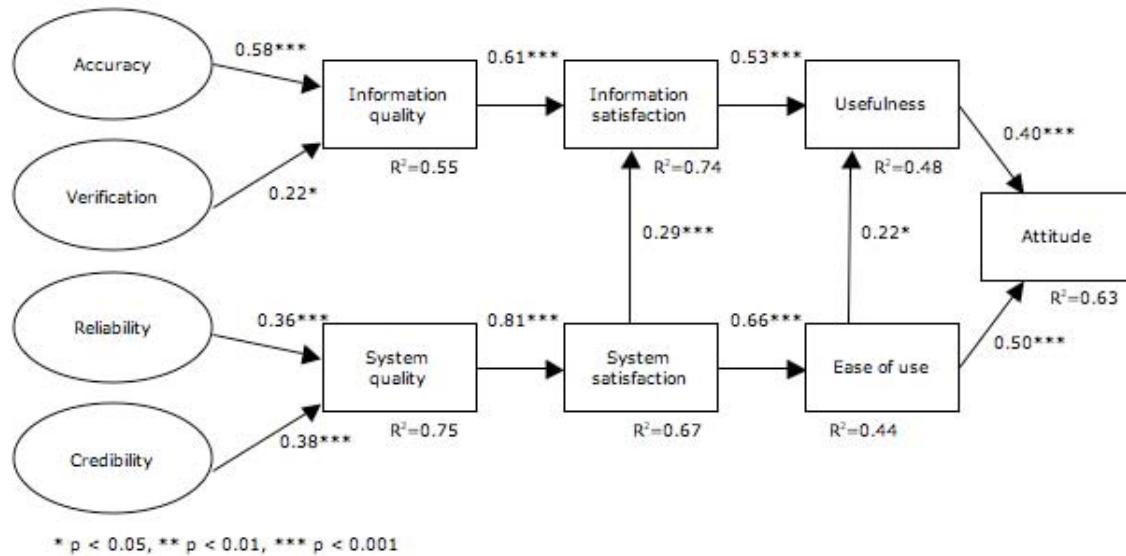 Accuracy
0.58***
Information
quality
R²=0.55
0.61***
Information
satisfaction
R²=0.74
0.53***
Usefulness
R²=0.48
0.40***
Verification
0.22*
0.29***
0.22*
Attitude
R²=0.63
Reliability
0.36***
System
quality
R²=0.75
0.81***
System
satisfaction
R²=0.67
0.66***
Ease of use
R²=0.44
0.50***
Credibility
0.38***
* p < 0.05, ** p < 0.01, *** p < 0.001